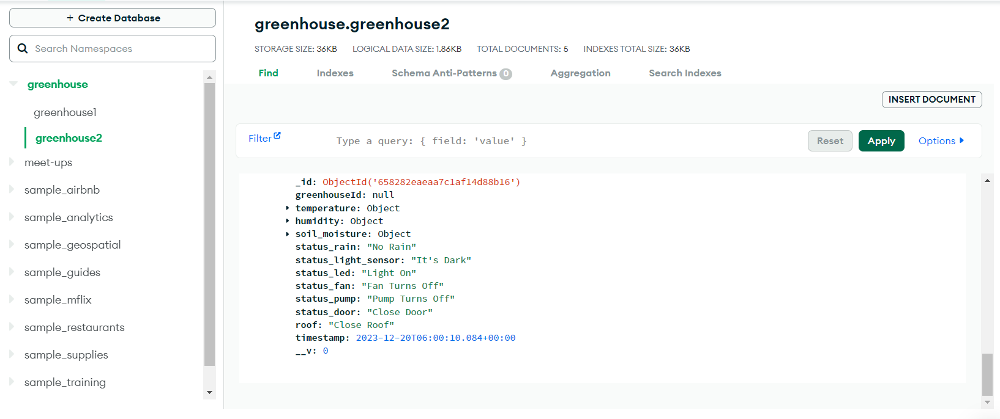 + Create Database
Search Namespaces
greenhouse
greenhouse1
greenhouse2
meet-ups
sample_airbnb
sample_analytics
sample_geospatial
sample_guides
sample_mflix
sample_restaurants
sample_supplies
sample_training
greenhouse.greenhouse2
STORAGE SIZE: 36KB LOGICAL DATA SIZE: 1.86KB TOTAL DOCUMENTS: 5 INDEXES TOTAL SIZE: 36KB
Find Indexes Schema Anti-Patterns 0 Aggregation Search Indexes
INSERT DOCUMENT
Filter Type a query: { field: 'value' } Reset Apply Options
_id: ObjectId('658282eaeaa7c1af14d88b16')
greenhouseId: null
temperature: Object
humidity: Object
soil_moisture: Object
status_rain: "No Rain"
status_light_sensor: "It's Dark"
status_led: "Light On"
status_fan: "Fan Turns Off"
status_pump: "Pump Turns Off"
status_door: "Close Door"
roof: "Close Roof"
timestamp: 2023-12-20T06:00:10.084+00:00
__v: 0